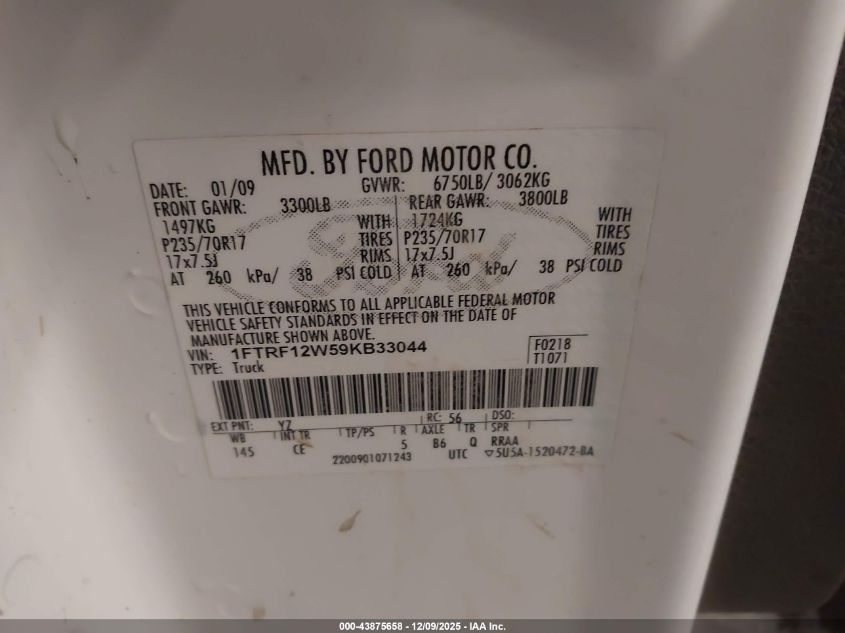 MFD. BY FORD MOTOR CO.
DATE: 01/09 GVWR: 6750LB/ 3062KG
FRONT GAWR: 3300LB REAR GAWR: 3800LB
1497KG WITH 1724KG WITH
P235/70R17 TIRES P235/70R17 TIRES
17x7.5J RIMS 17x7.5J RIMS
AT 260 kPa/ 38 PSI COLD AT 260 kPa/ 38 PSI COLD
Ford
THIS VEHICLE CONFORMS TO ALL APPLICABLE FEDERAL MOTOR
VEHICLE SAFETY STANDARDS IN EFFECT ON THE DATE OF
MANUFACTURE SHOWN ABOVE.
VIN: 1FTRF12W59KB33044 F0218
TYPE: Truck T1071
EXT PNT: YZ RC: 56 DSO:
WB INT TR TP/PS R AXLE TR SPR
145 CE 5 B6 Q RRAA
2200901071243 UTC ▽5U5A-1520472-BA
000-43875658 - 12/09/2025 - IAA Inc.